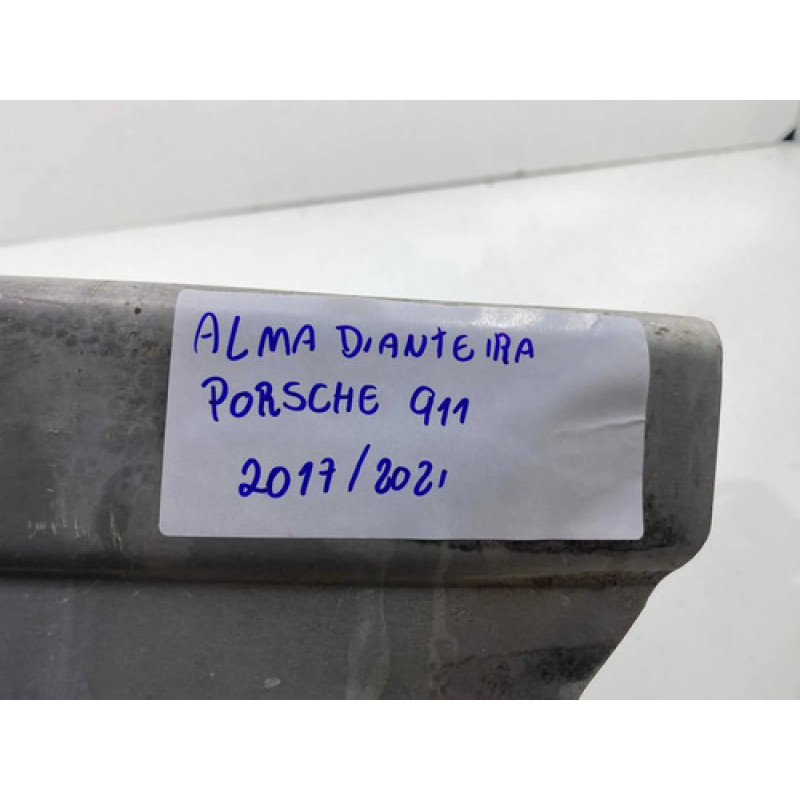 ALMA DIANTEIRA
PORSCHE 911
2017/2021